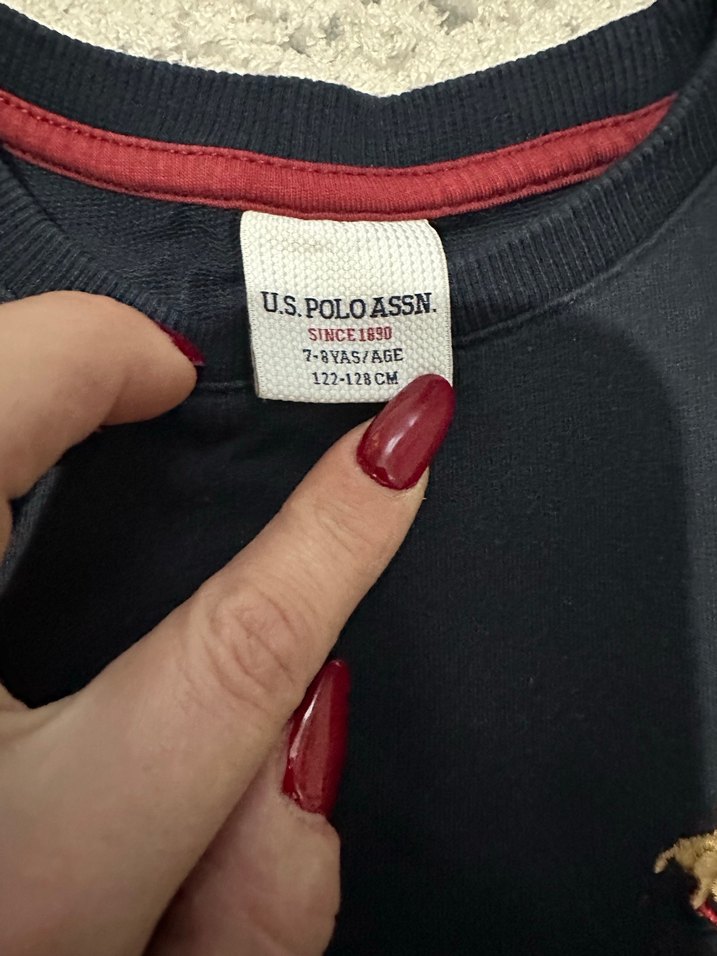 U.S. POLO ASSN.
SINCE 1890
7-8 YAS/AGE
122-128 CM